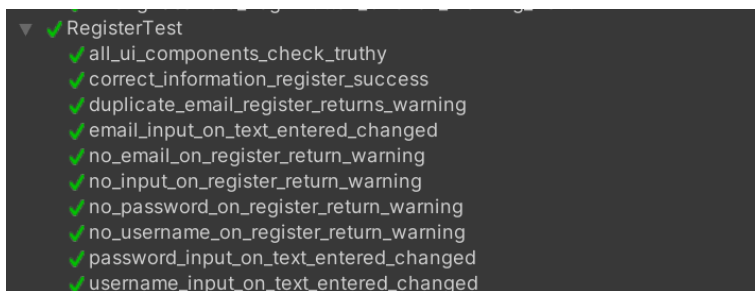 RegisterTest
all_ui_components_check_truthy
correct_information_register_success
duplicate_email_register_returns_warning
email_input_on_text_entered_changed
no_email_on_register_return_warning
no_input_on_register_return_warning
no_password_on_register_return_warning
no_username_on_register_return_warning
password_input_on_text_entered_changed
username_input_on_text_entered_changed